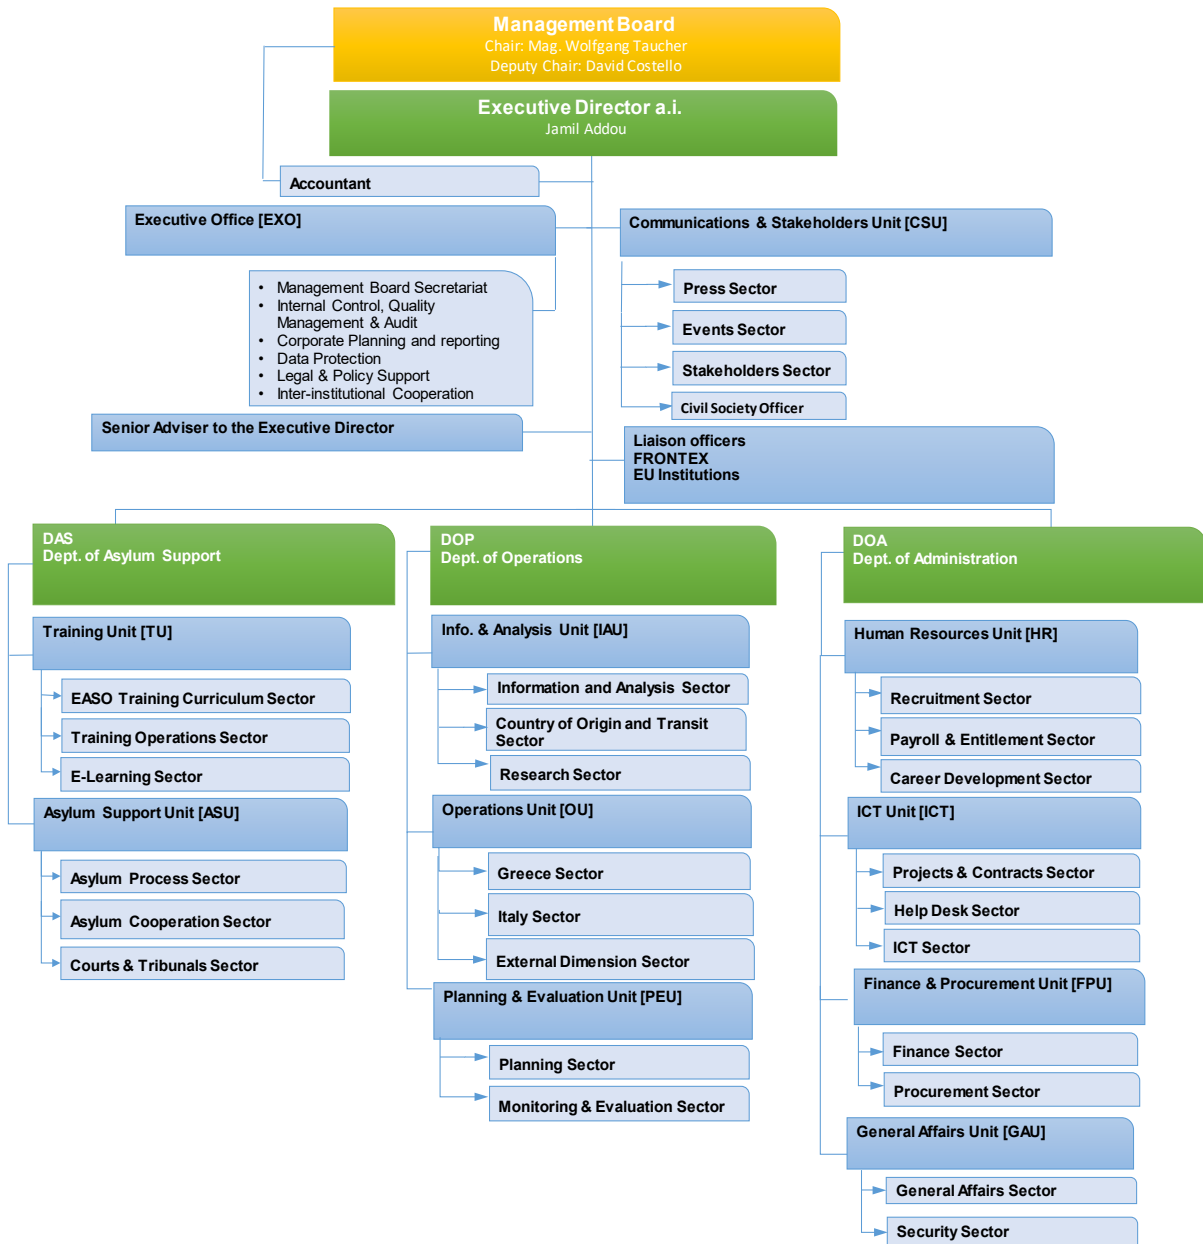 Management Board
Chair: Mag. Wolfgang Taucher
Deputy Chair: David Costello
Executive Director a.i.
Jamil Addou
Accountant
Executive Office [EXO]
• Management Board Secretariat
• Internal Control, Quality
Management & Audit
• Corporate Planning and reporting
• Data Protection
• Legal & Policy Support
• Inter-institutional Cooperation
Communications & Stakeholders Unit [CSU]
Press Sector
Events Sector
Stakeholders Sector
Civil Society Officer
Senior Adviser to the Executive Director
Liaison officers
FRONTEX
EU Institutions
DAS
Dept. of Asylum Support
Training Unit [TU]
EASO Training Curriculum Sector
Training Operations Sector
E-Learning Sector
Asylum Support Unit [ASU]
Asylum Process Sector
Asylum Cooperation Sector
Courts & Tribunals Sector
DOP
Dept. of Operations
Info. & Analysis Unit [IAU]
Information and Analysis Sector
Country of Origin and Transit
Sector
Research Sector
Operations Unit [OU]
Greece Sector
Italy Sector
External Dimension Sector
Planning & Evaluation Unit [PEU]
Planning Sector
Monitoring & Evaluation Sector
DOA
Dept. of Administration
Human Resources Unit [HR]
Recruitment Sector
Payroll & Entitlement Sector
Career Development Sector
ICT Unit [ICT]
Projects & Contracts Sector
Help Desk Sector
ICT Sector
Finance & Procurement Unit [FPU]
Finance Sector
Procurement Sector
General Affairs Unit [GAU]
General Affairs Sector
Security Sector